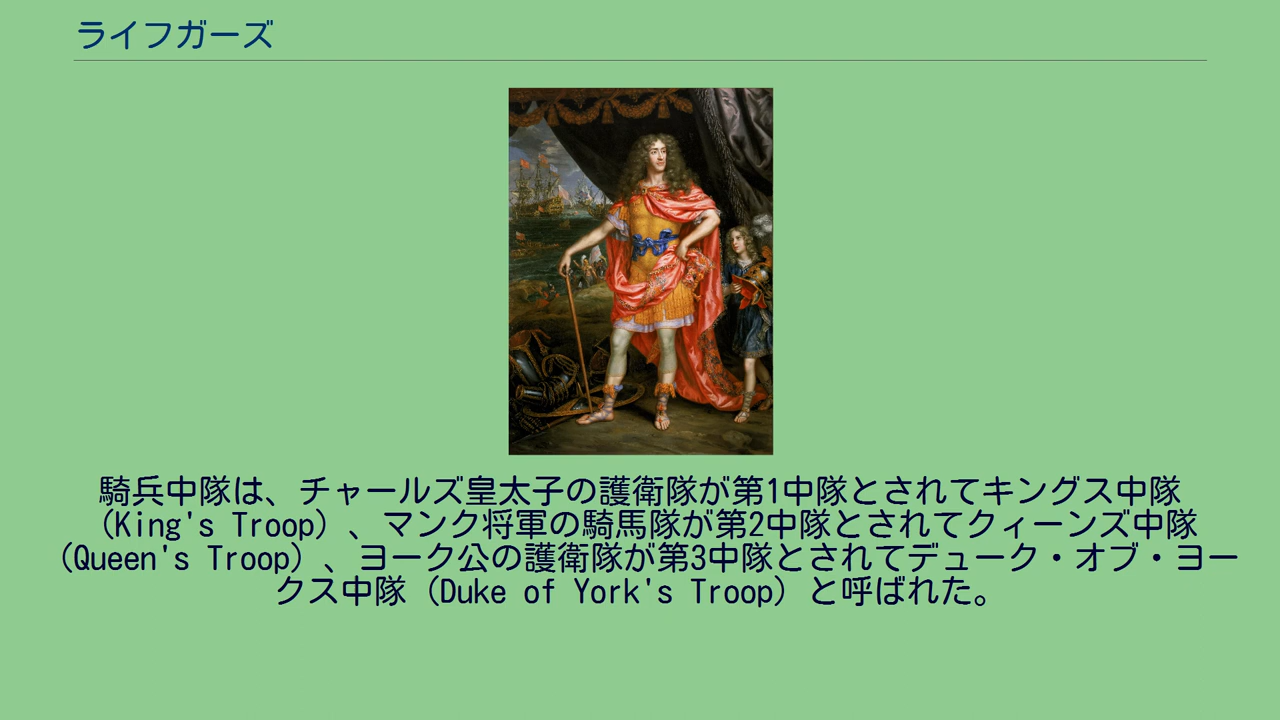 ライフガーズ
騎兵中隊は、チャールズ皇太子の護衛隊が第1中隊とされてキングス中隊
（King's Troop）、マンク将軍の騎馬隊が第2中隊とされてクィーンズ中隊
（Queen's Troop）、ヨーク公の護衛隊が第3中隊とされてデューク・オブ・ヨー
クス中隊（Duke of York's Troop）と呼ばれた。